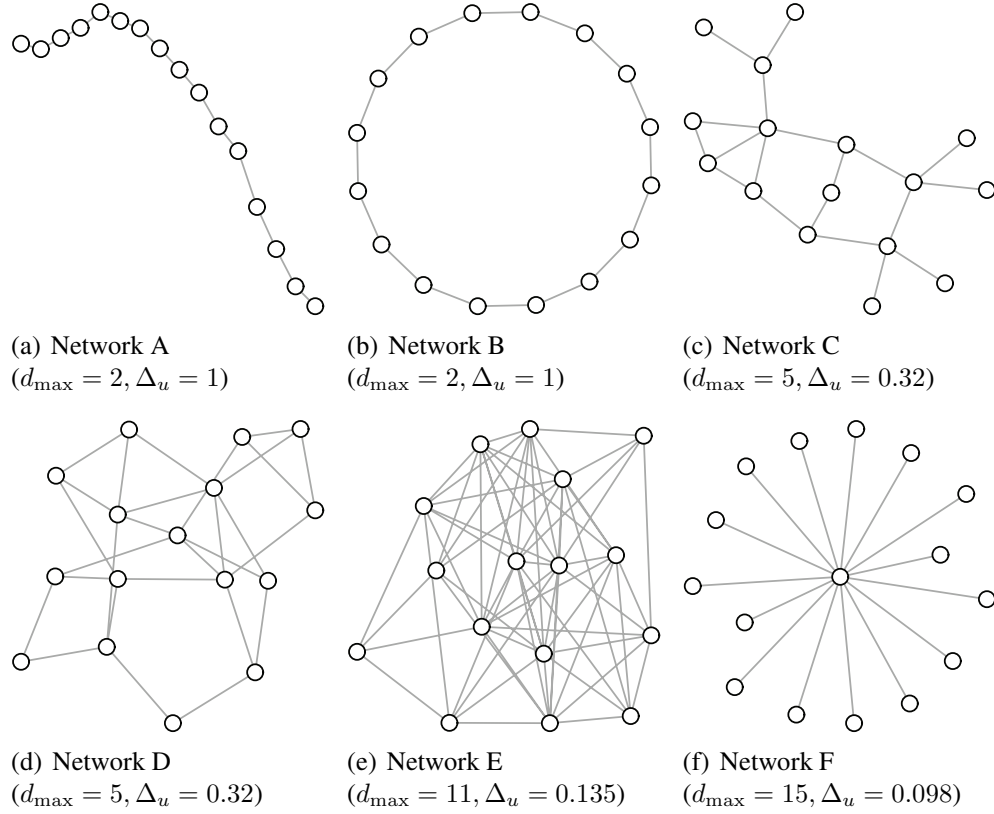 (a) Network A
(d_max = 2, Δ_u = 1)
(b) Network B
(d_max = 2, Δ_u = 1)
(c) Network C
(d_max = 5, Δ_u = 0.32)
(d) Network D
(d_max = 5, Δ_u = 0.32)
(e) Network E
(d_max = 11, Δ_u = 0.135)
(f) Network F
(d_max = 15, Δ_u = 0.098)